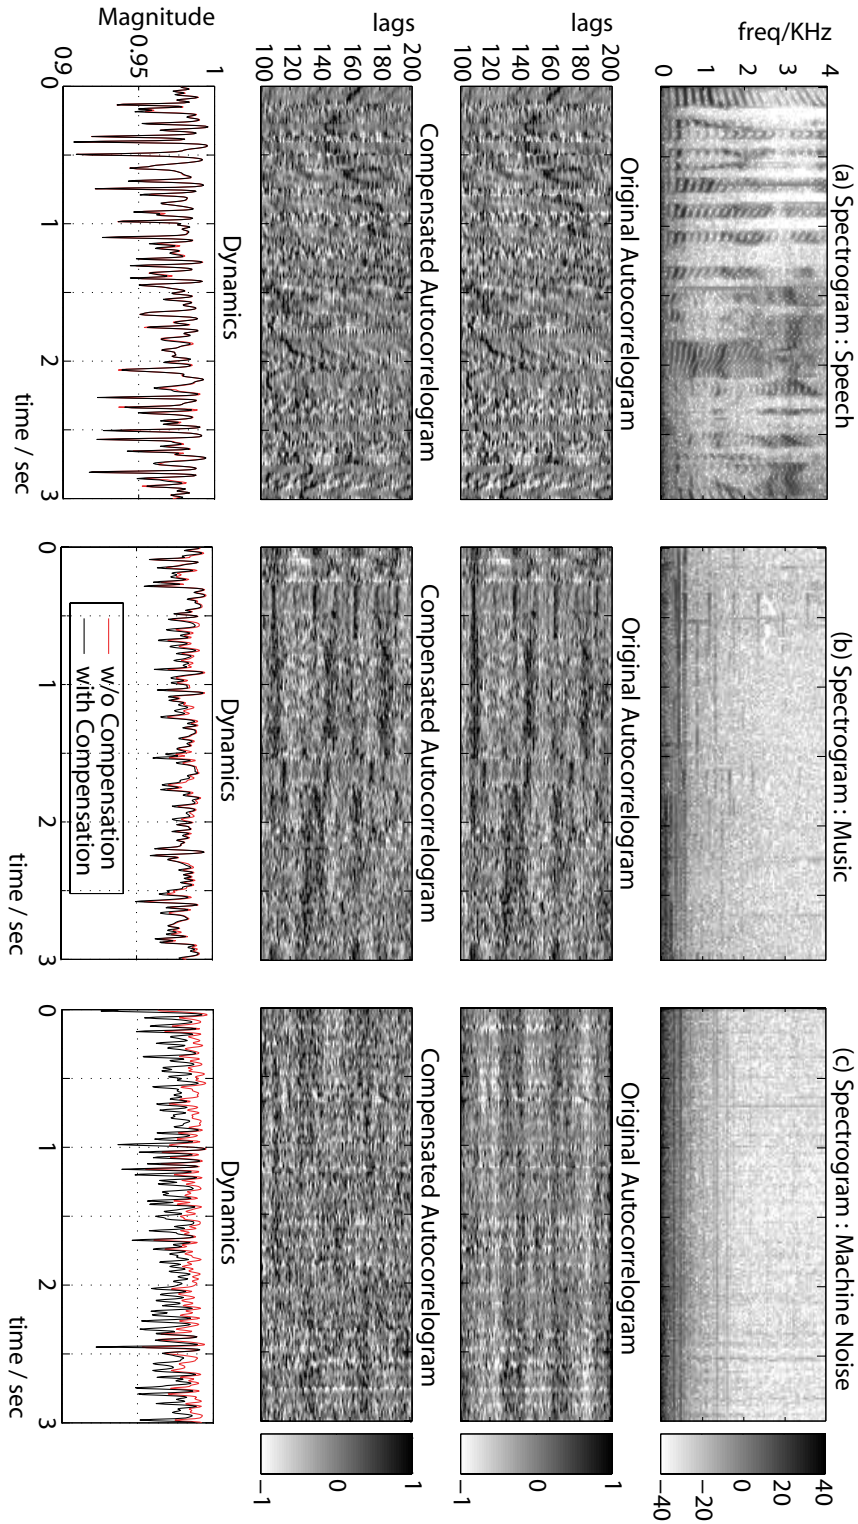 (a) Spectrogram : Speech
(b) Spectrogram : Music
(c) Spectrogram : Machine Noise
freq/KHz
4
3
2
1
0
40
20
0
−20
−40
Original Autocorrelogram
Original Autocorrelogram
Original Autocorrelogram
lags
200
180
160
140
120
100
1
0
−1
Compensated Autocorrelogram
Compensated Autocorrelogram
Compensated Autocorrelogram
lags
200
180
160
140
120
100
1
0
−1
Dynamics
Dynamics
Dynamics
Magnitude
1
0.95
0.9
w/o Compensation
with Compensation
0 1 2 3
0 1 2 3
0 1 2 3
time / sec
time / sec
time / sec